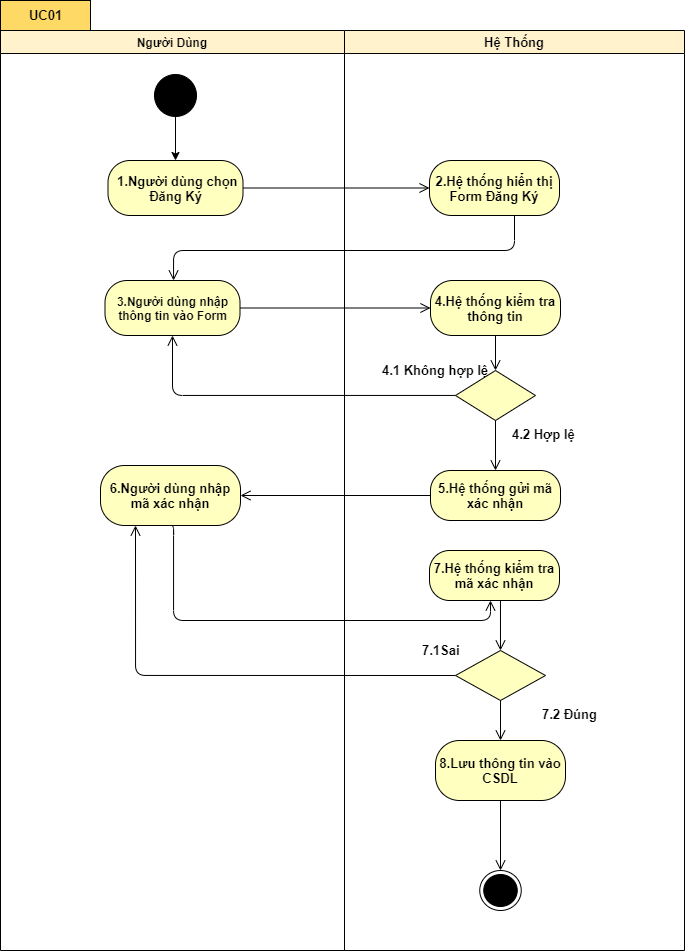 UC01
Người Dùng
Hệ Thống
1.Người dùng chọn
Đăng Ký
2.Hệ thống hiển thị
Form Đăng Ký
3.Người dùng nhập
thông tin vào Form
4.Hệ thống kiểm tra
thông tin
4.1 Không hợp lệ
4.2 Hợp lệ
5.Hệ thống gửi mã
xác nhận
6.Người dùng nhập
mã xác nhận
7.Hệ thống kiểm tra
mã xác nhận
7.1Sai
7.2 Đúng
8.Lưu thông tin vào
CSDL